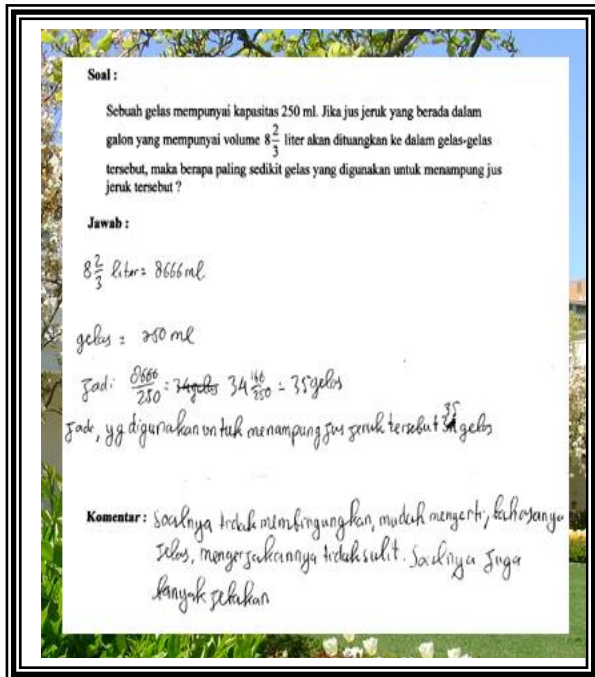 Soal :
Sebuah gelas mempunyai kapasitas 250 ml. Jika jus jeruk yang berada dalam
galon yang mempunyai volume 8 2/3 liter akan dituangkan ke dalam gelas-gelas
tersebut, maka berapa paling sedikit gelas yang digunakan untuk menampung jus
jeruk tersebut ?
Jawab :
8 2/3 liter = 8666 ml
gelas = 250 ml
Jadi 8666/250 = 34 gelas 34 166/250 = 35 gelas
Jadi, yg digunakan untuk menampung jus jeruk tersebut 35 gelas
Komentar : Soalnya tidak membingungkan, mudah mengerti, bahasanya
jelas, mengerjakannya tidak sulit. Soalnya juga
banyak